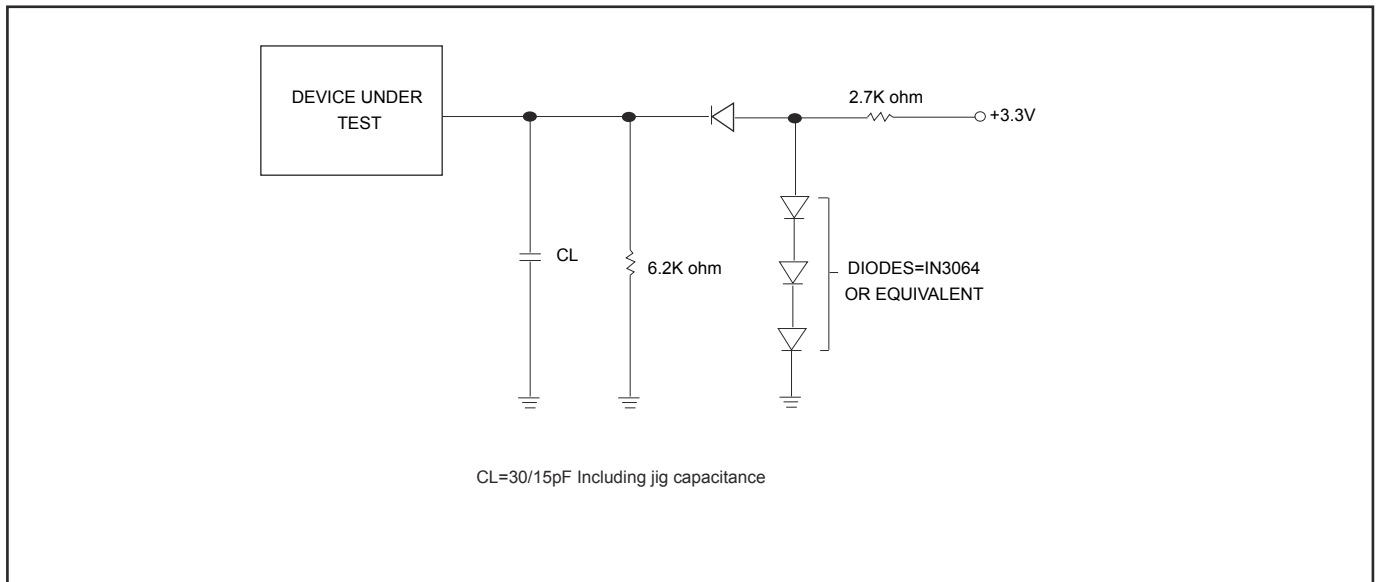 DEVICE UNDER
TEST
2.7K ohm
+3.3V
CL
6.2K ohm
DIODES=IN3064
OR EQUIVALENT
CL=30/15pF Including jig capacitance